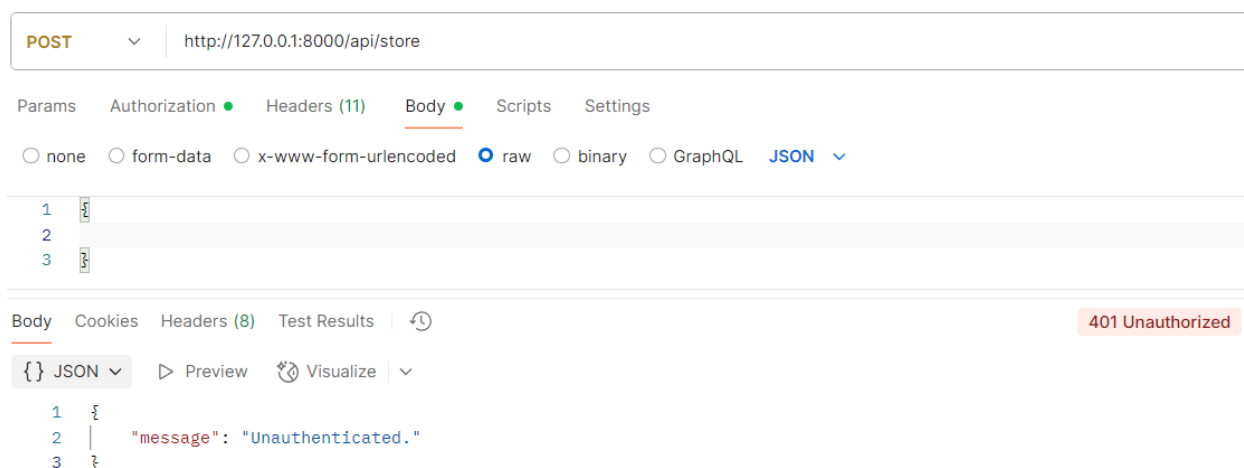 POST http://127.0.0.1:8000/api/store
Params Authorization Headers (11) Body Scripts Settings
none form-data x-www-form-urlencoded raw binary GraphQL JSON
1 {
2
3 }
Body Cookies Headers (8) Test Results 401 Unauthorized
{} JSON Preview Visualize
1 {
2 "message": "Unauthenticated."
3 }